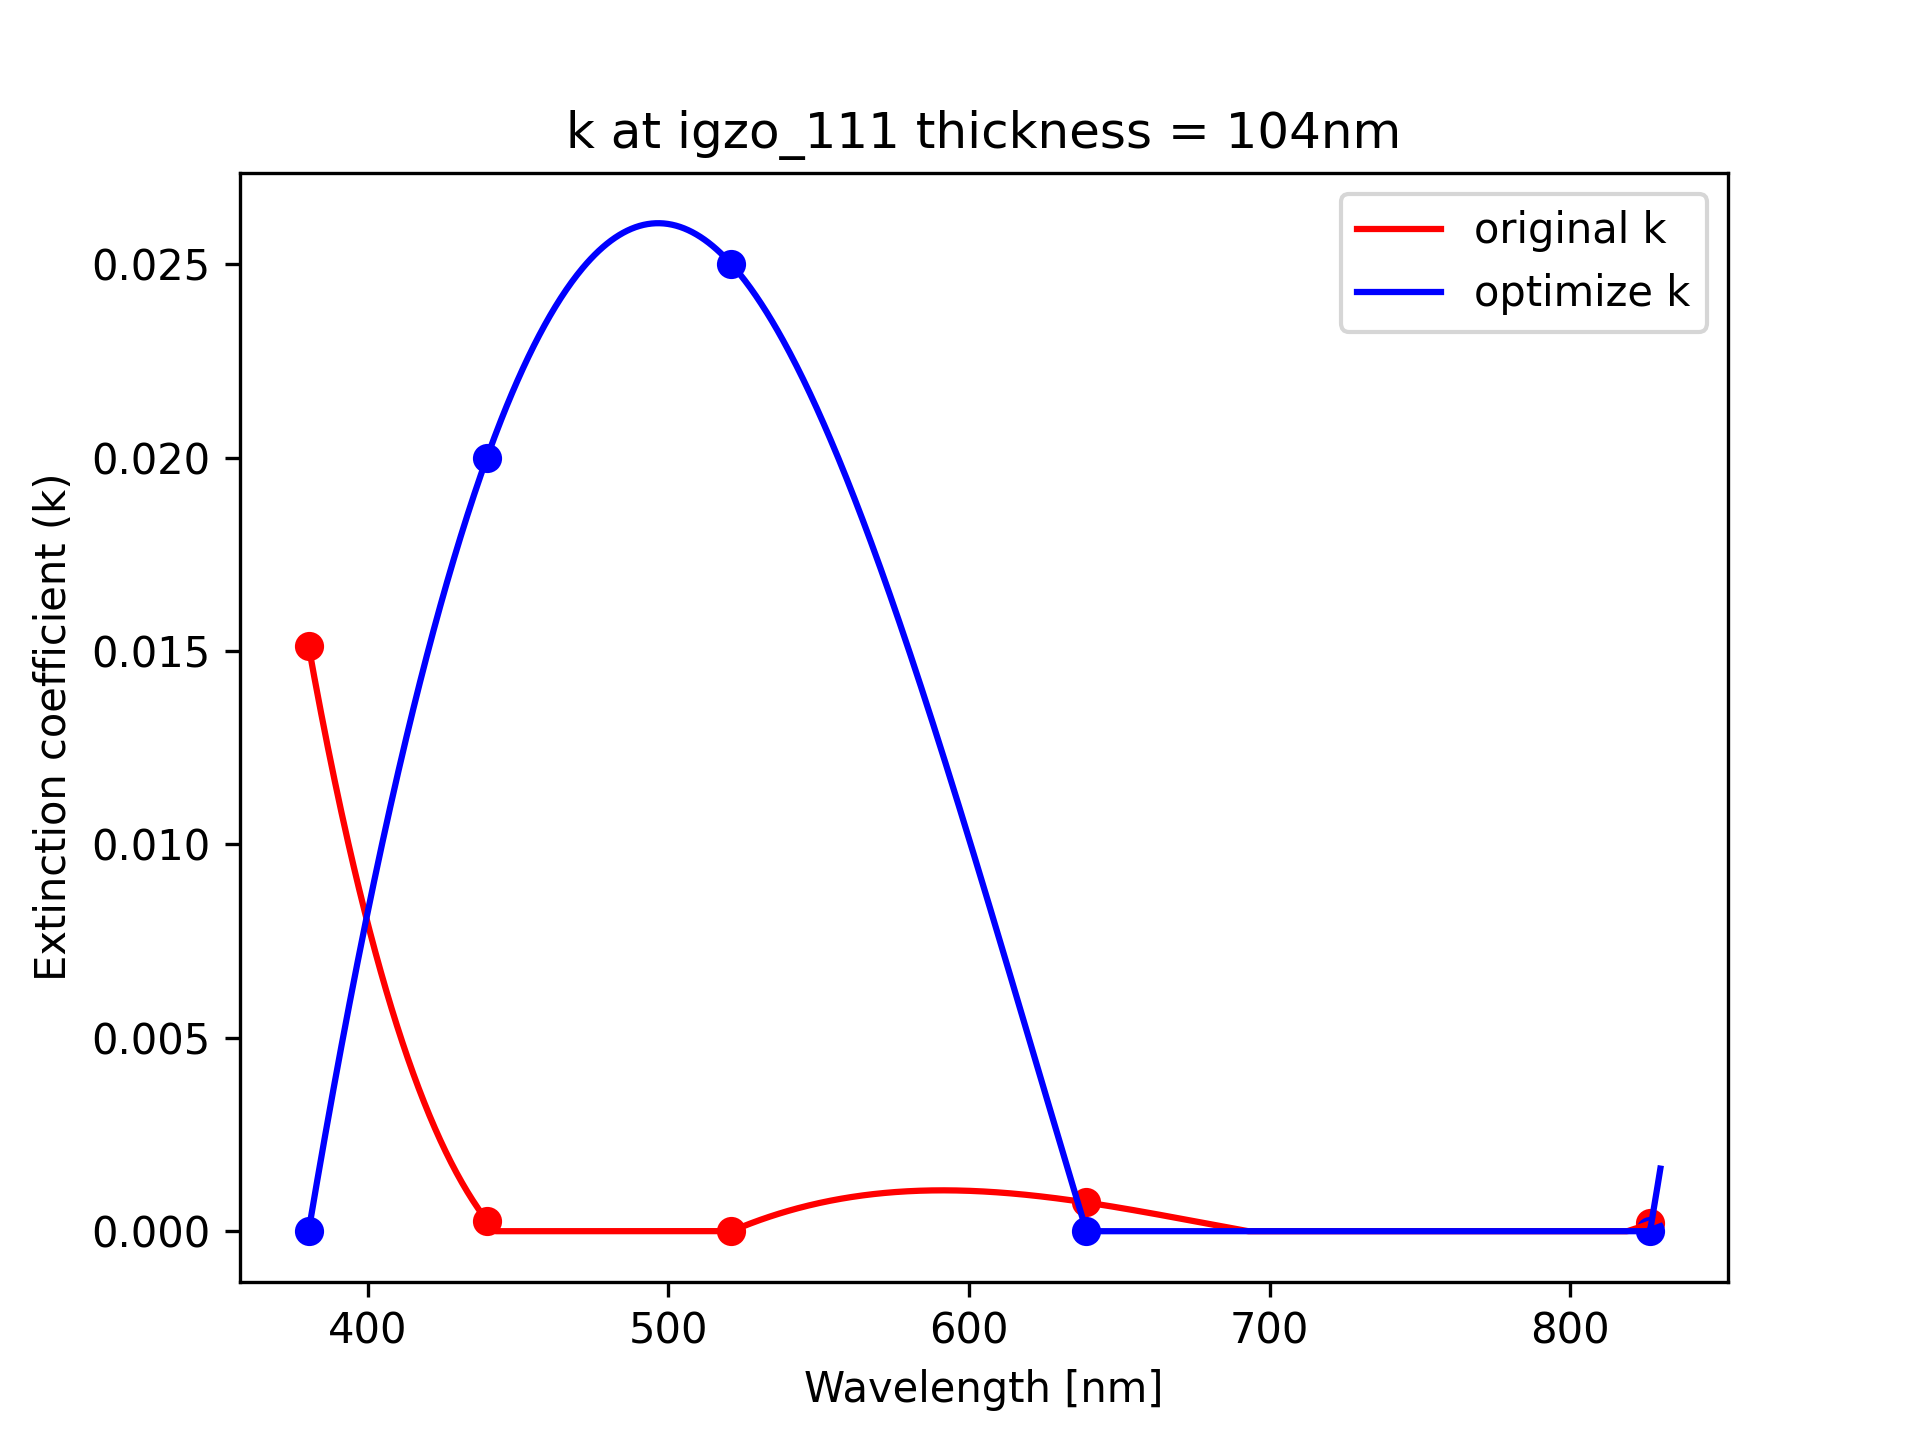 k at igzo_111 thickness = 104nm
original k
optimize k
Extinction coefficient (k)
0.025
0.020
0.015
0.010
0.005
0.000
400 500 600 700 800
Wavelength [nm]